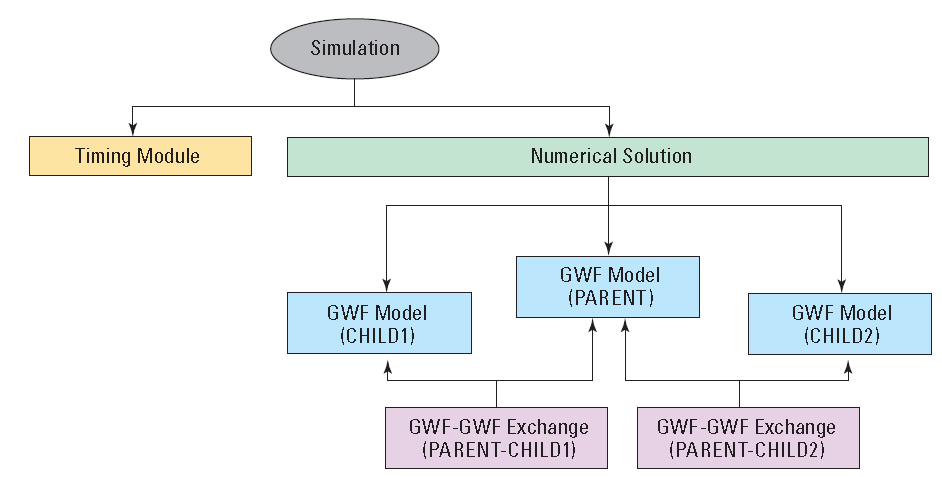 Simulation
Timing Module
Numerical Solution
GWF Model
(PARENT)
GWF Model
(CHILD1)
GWF Model
(CHILD2)
GWF-GWF Exchange
(PARENT-CHILD1)
GWF-GWF Exchange
(PARENT-CHILD2)